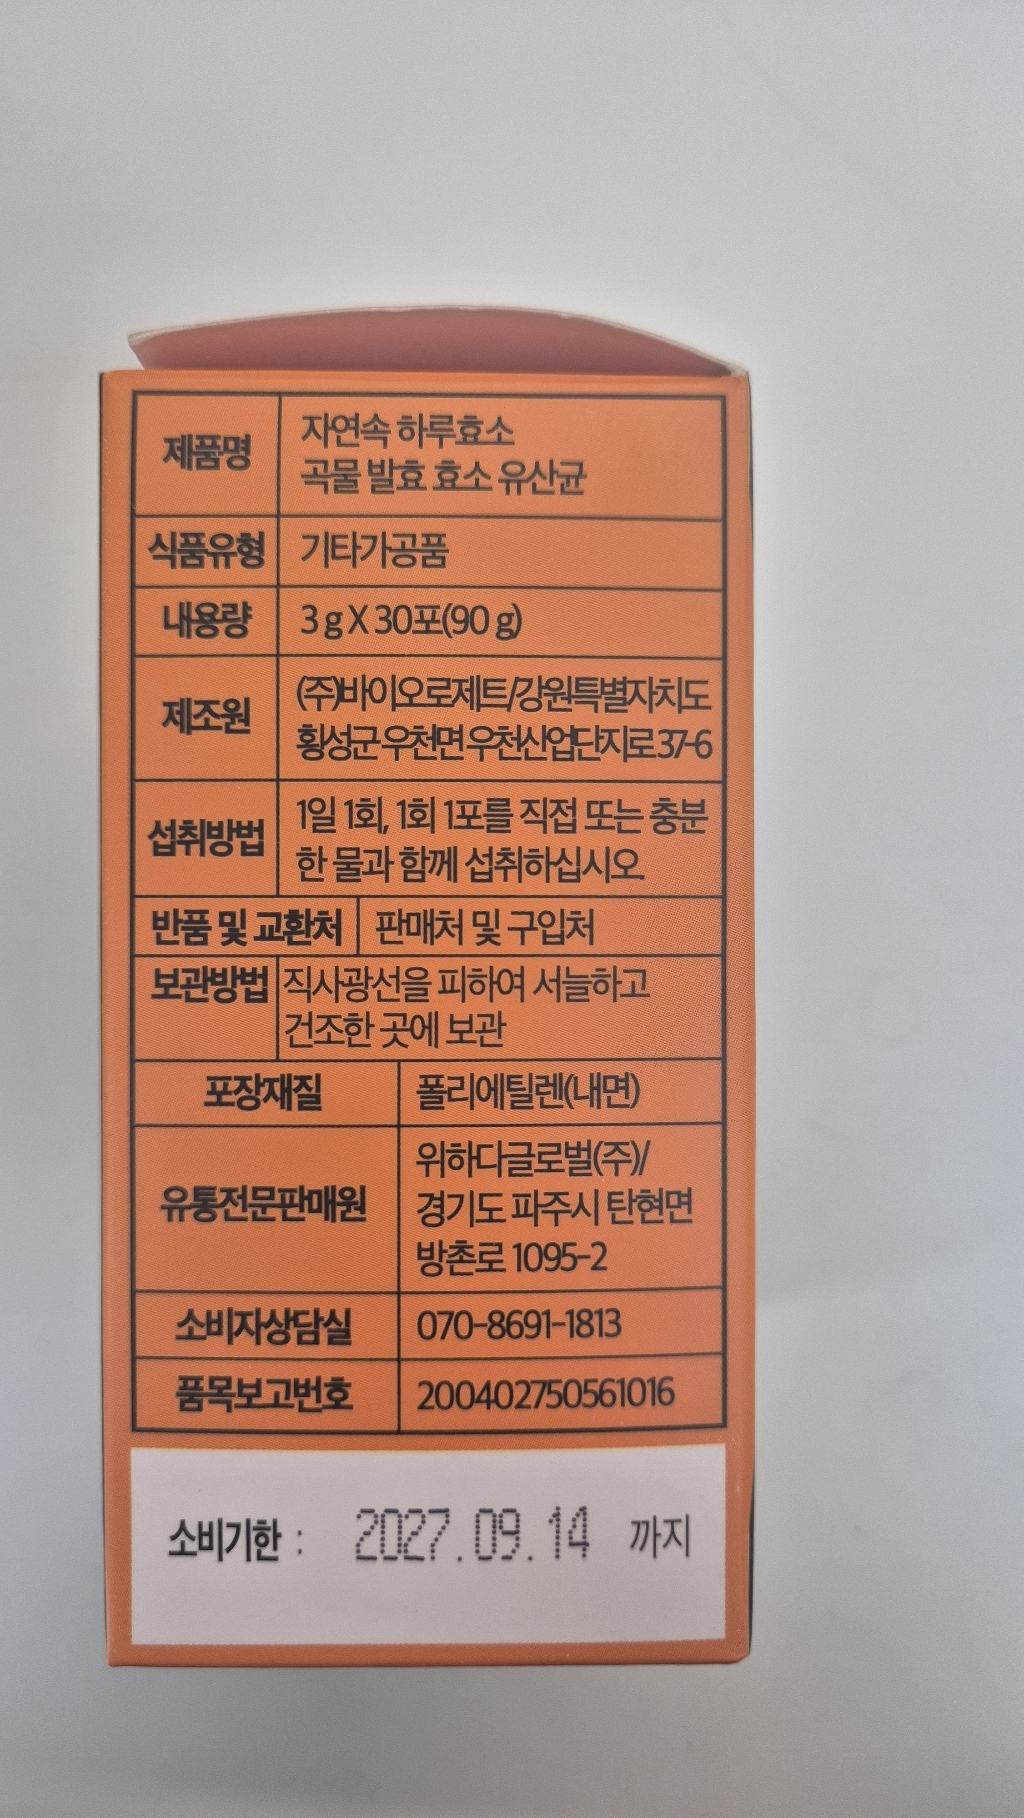 제품명
자연속 하루효소
곡물 발효 효소 유산균
식품유형
기타가공품
내용량
3 g X 30포(90 g)
제조원
(주)바이오로제트/강원특별자치도
횡성군 우천면 우천산업단지로 37-6
섭취방법
1일 1회, 1회 1포를 직접 또는 충분
한 물과 함께 섭취하십시오.
반품 및 교환처
판매처 및 구입처
보관방법
직사광선을 피하여 서늘하고
건조한 곳에 보관
포장재질
폴리에틸렌(내면)
유통전문판매원
위하다글로벌(주)/
경기도 파주시 탄현면
방촌로 1095-2
소비자상담실
070-8691-1813
품목보고번호
200402750561016
소비기한 : 2027.09.14 까지